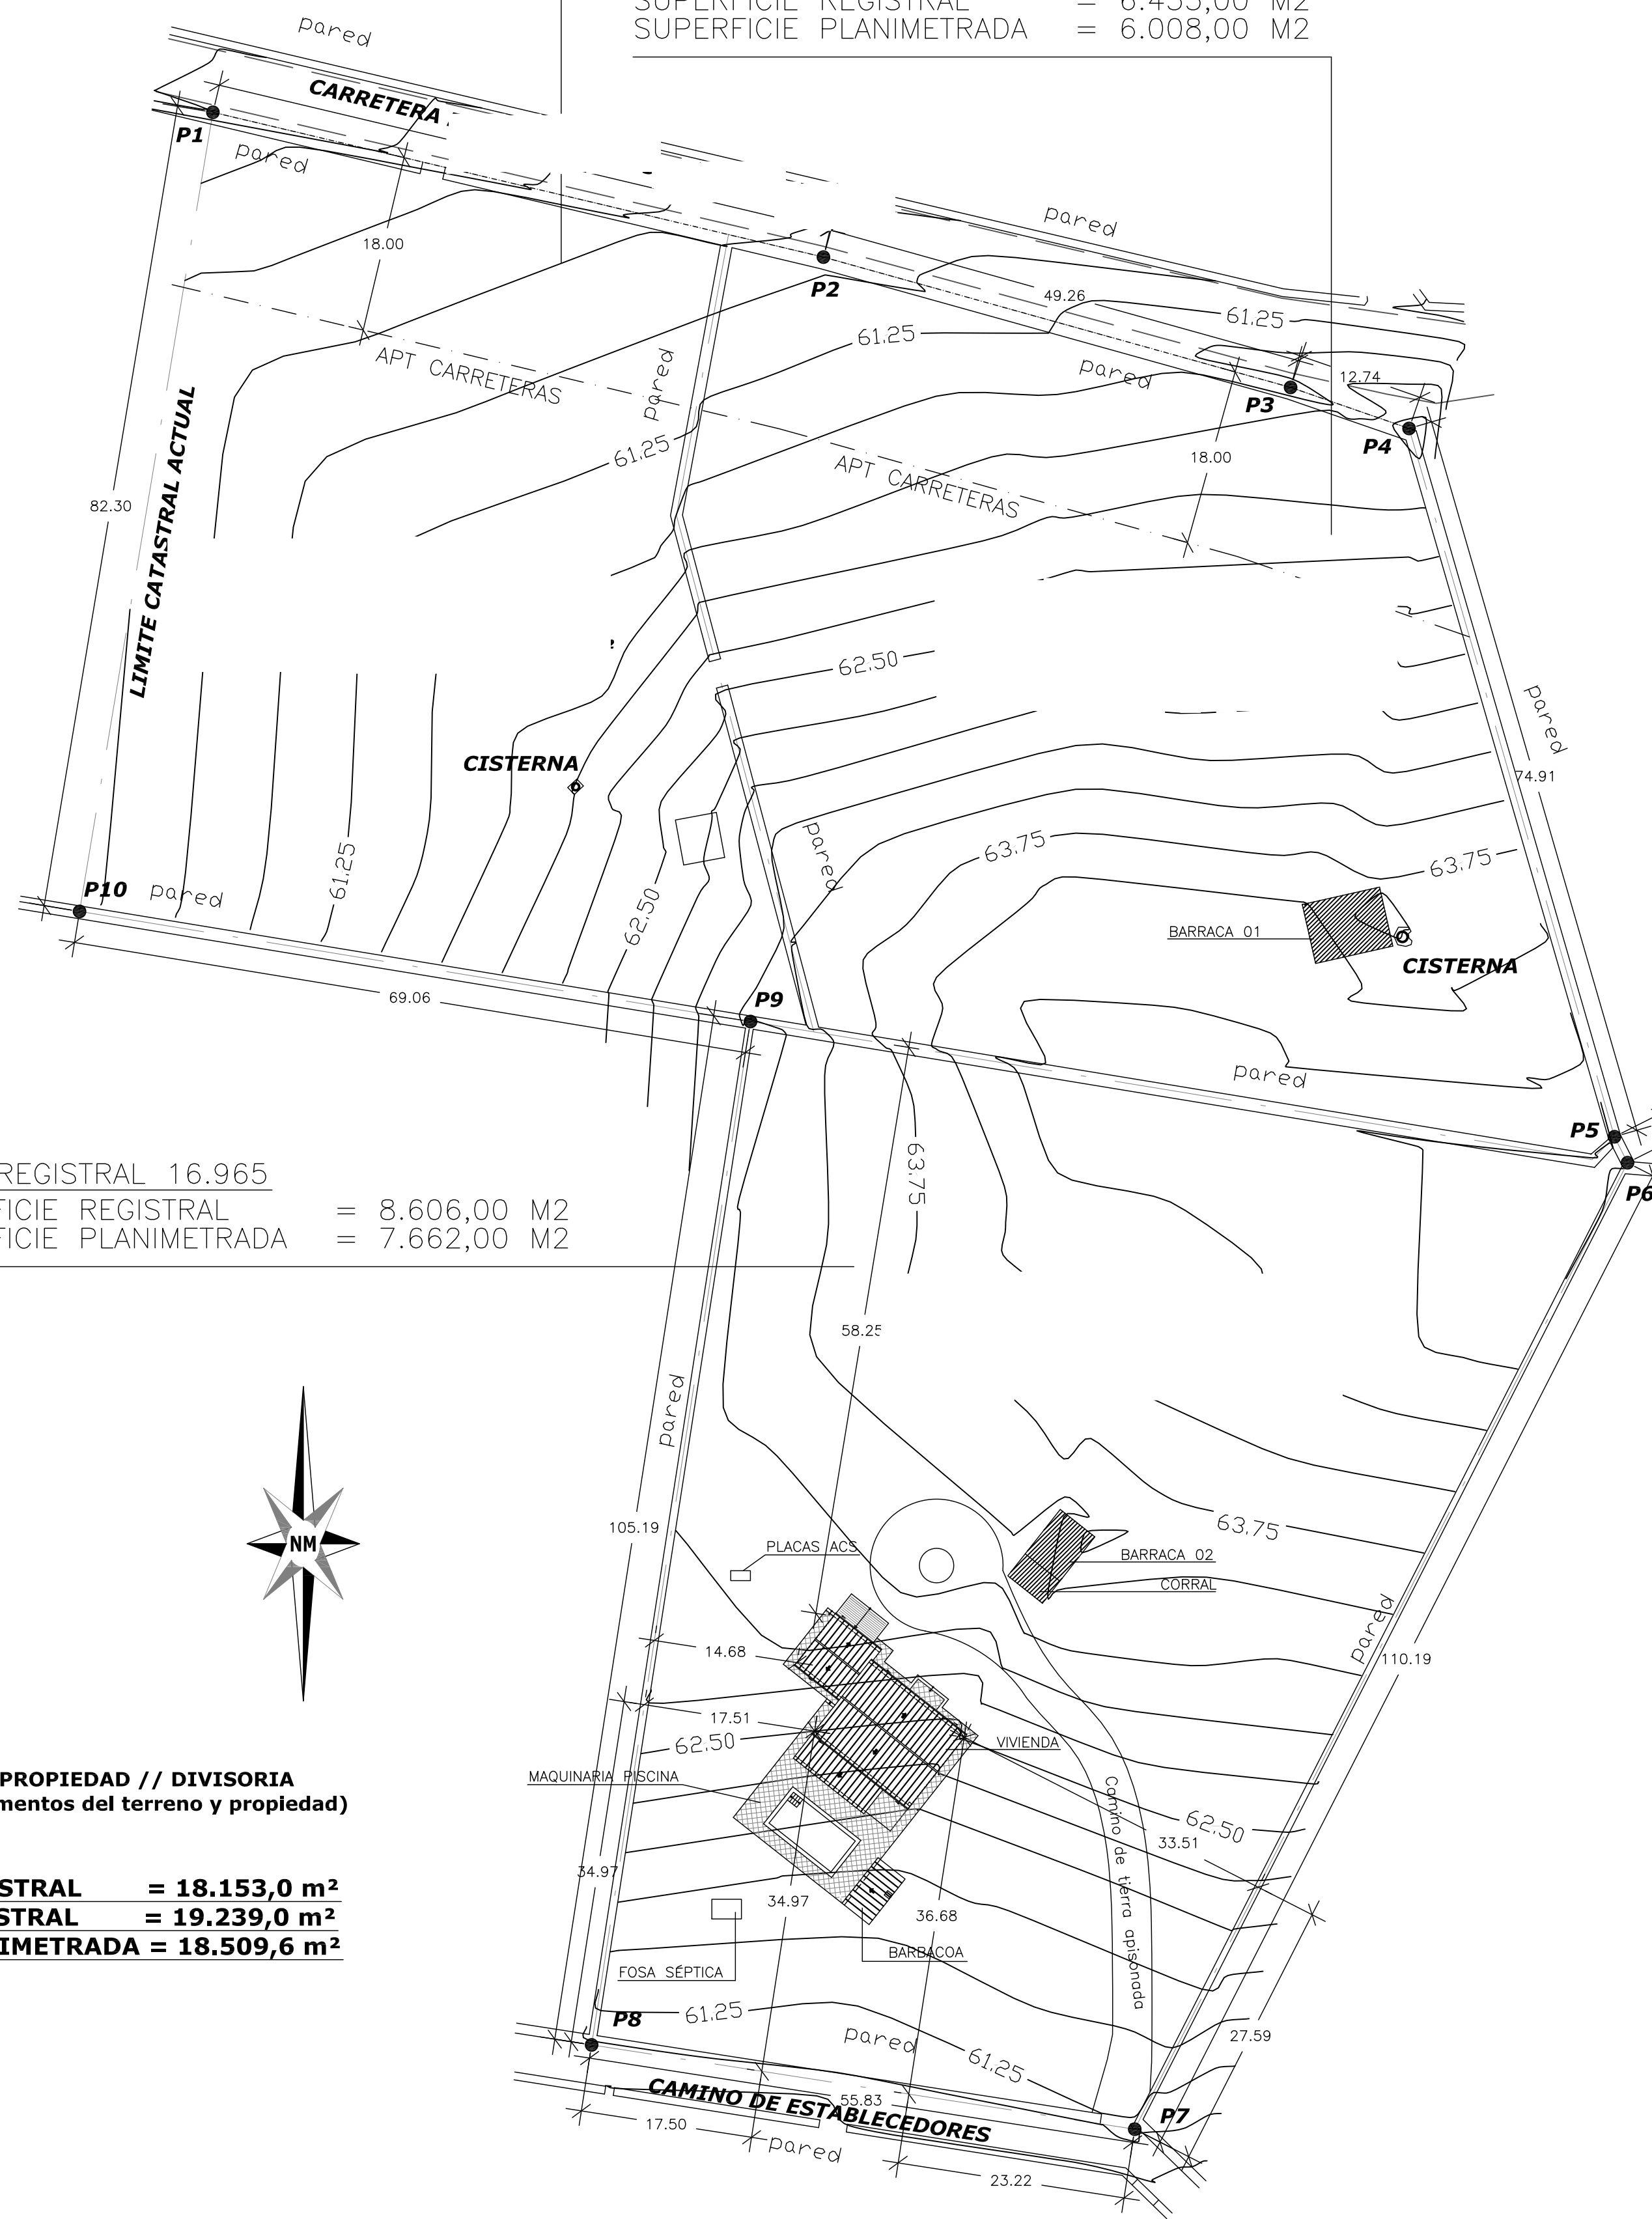 SUPERFICIE REGISTRAL = 6.455,00 M2
SUPERFICIE PLANIMETRADA = 6.008,00 M2
pared
CARRETERA
P1
pared
pared
18.00
P2
49.26
61.25
61.25
pared
12.74
P3
APT CARRETERAS
pared
P4
61.25
18.00
APT CARRETERAS
82.30
LIMITE CATASTRAL ACTUAL
62.50
pared
CISTERNA
74.91
pared
63.75
63.75
61.25
P10
pared
62.50
BARRACA 01
CISTERNA
69.06
P9
pared
P5
63.75
P6
REGISTRAL 16.965
FICIE REGISTRAL = 8.606,00 M2
FICIE PLANIMETRADA = 7.662,00 M2
58.25
pared
NM
105.19
63.75
PLACAS ACS
BARRACA 02
CORRAL
pared
14.68
110.19
17.51
62.50
VIVIENDA
MAQUINARIA PISCINA
PROPIEDAD // DIVISORIA
mentos del terreno y propiedad)
Camino de tierra apisonada
62.50
33.51
34.97
STRAL = 18.153,0 m²
STRAL = 19.239,0 m²
IMETRADA = 18.509,6 m²
34.97
36.68
BARBACOA
FOSA SÉPTICA
61.25
P8
pared
27.59
61.25
CAMINO DE ESTABLECEDORES
55.83
P7
17.50
pared
23.22